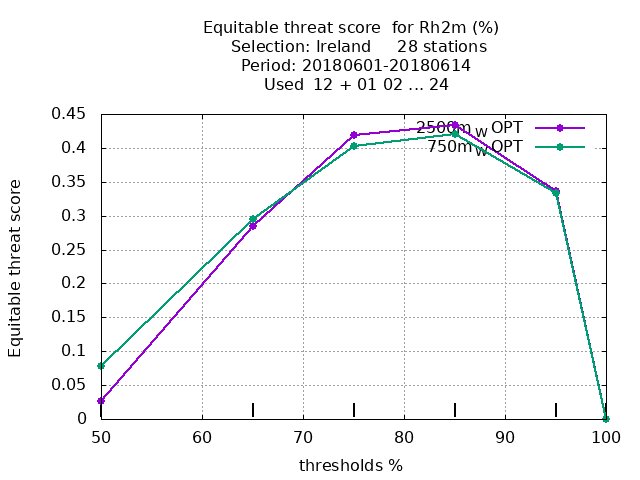 Equitable threat score for Rh2m (%)
Selection: Ireland 28 stations
Period: 20180601-20180614
Used 12 + 01 02 ... 24
2500m W OPT
750m W OPT
Equitable threat score
0.45
0.4
0.35
0.3
0.25
0.2
0.15
0.1
0.05
0
50 60 70 80 90 100
thresholds %